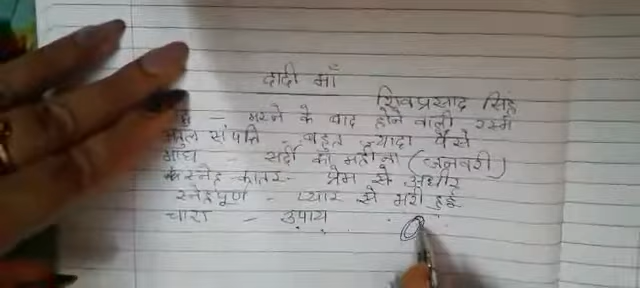 दादी माँ
शिवप्रसाद सिंह
- मरने के बाद होने वाली रस्म
संपत्ति - बहुत ज़्यादा पैसे
माघ - सर्दी का महीना (जनवरी)
स्नेह कातर - प्रेम से अधीर
स्नेहपूर्ण - प्यार से भरी हुई
चारा - उपाय